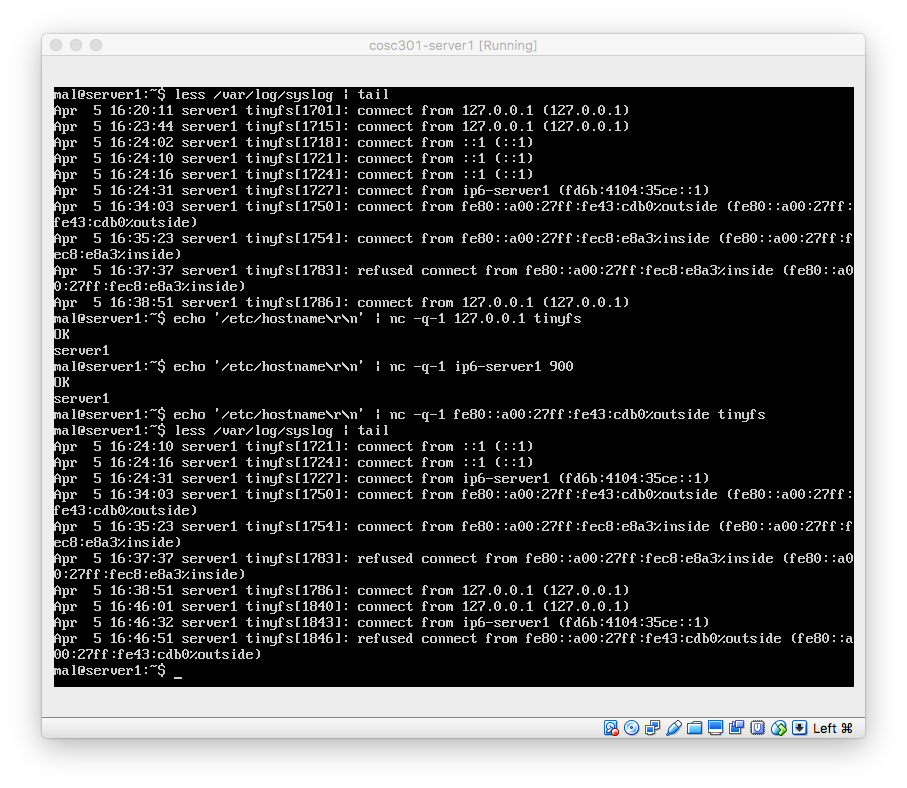 cosc301-server1 [Running]
mal@server1:~$ less /var/log/syslog | tail
Apr  5 16:20:11 server1 tinyfs[1701]: connect from 127.0.0.1 (127.0.0.1)
Apr  5 16:23:44 server1 tinyfs[1715]: connect from 127.0.0.1 (127.0.0.1)
Apr  5 16:24:02 server1 tinyfs[1718]: connect from ::1 (::1)
Apr  5 16:24:10 server1 tinyfs[1721]: connect from ::1 (::1)
Apr  5 16:24:16 server1 tinyfs[1724]: connect from ::1 (::1)
Apr  5 16:24:31 server1 tinyfs[1727]: connect from ip6-server1 (fd6b:4104:35ce::1)
Apr  5 16:34:03 server1 tinyfs[1750]: connect from fe80::a00:27ff:fe43:cdb0%outside (fe80::a00:27ff:
fe43:cdb0%outside)
Apr  5 16:35:23 server1 tinyfs[1754]: connect from fe80::a00:27ff:fec8:e8a3%inside (fe80::a00:27ff:f
ec8:e8a3%inside)
Apr  5 16:37:37 server1 tinyfs[1783]: refused connect from fe80::a00:27ff:fec8:e8a3%inside (fe80::a0
0:27ff:fec8:e8a3%inside)
Apr  5 16:38:51 server1 tinyfs[1786]: connect from 127.0.0.1 (127.0.0.1)
mal@server1:~$ echo '/etc/hostname\r\n' | nc -q-1 127.0.0.1 tinyfs
OK
server1
mal@server1:~$ echo '/etc/hostname\r\n' | nc -q-1 ip6-server1 900
OK
server1
mal@server1:~$ echo '/etc/hostname\r\n' | nc -q-1 fe80::a00:27ff:fe43:cdb0%outside tinyfs
mal@server1:~$ less /var/log/syslog | tail
Apr  5 16:24:10 server1 tinyfs[1721]: connect from ::1 (::1)
Apr  5 16:24:16 server1 tinyfs[1724]: connect from ::1 (::1)
Apr  5 16:24:31 server1 tinyfs[1727]: connect from ip6-server1 (fd6b:4104:35ce::1)
Apr  5 16:34:03 server1 tinyfs[1750]: connect from fe80::a00:27ff:fe43:cdb0%outside (fe80::a00:27ff:
fe43:cdb0%outside)
Apr  5 16:35:23 server1 tinyfs[1754]: connect from fe80::a00:27ff:fec8:e8a3%inside (fe80::a00:27ff:f
ec8:e8a3%inside)
Apr  5 16:37:37 server1 tinyfs[1783]: refused connect from fe80::a00:27ff:fec8:e8a3%inside (fe80::a0
0:27ff:fec8:e8a3%inside)
Apr  5 16:38:51 server1 tinyfs[1786]: connect from 127.0.0.1 (127.0.0.1)
Apr  5 16:46:01 server1 tinyfs[1840]: connect from 127.0.0.1 (127.0.0.1)
Apr  5 16:46:32 server1 tinyfs[1843]: connect from ip6-server1 (fd6b:4104:35ce::1)
Apr  5 16:46:51 server1 tinyfs[1846]: refused connect from fe80::a00:27ff:fe43:cdb0%outside (fe80::a
00:27ff:fe43:cdb0%outside)
mal@server1:~$ _
Left ⌘